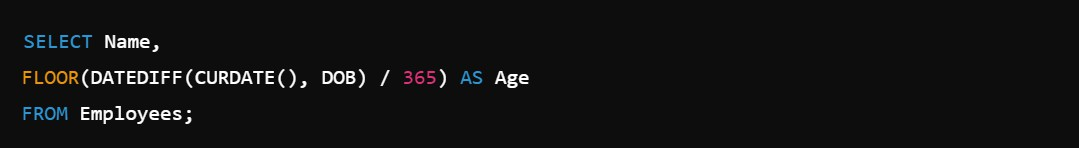 SELECT Name,
FLOOR(DATEDIFF(CURDATE(), DOB) / 365) AS Age
FROM Employees;